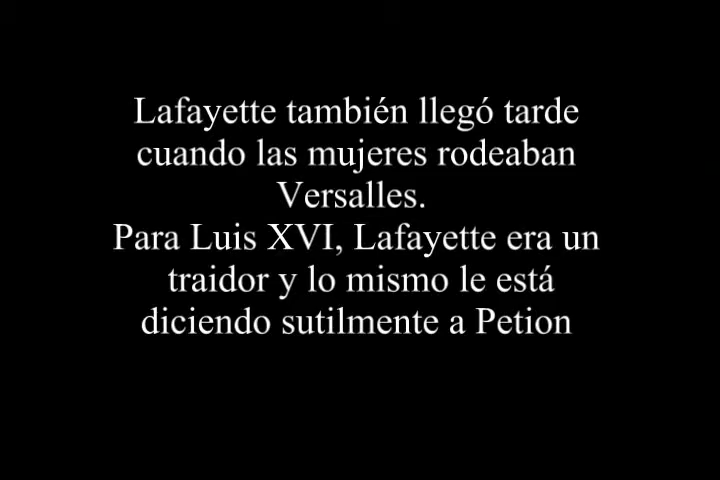 Lafayette también llegó tarde
cuando las mujeres rodeaban
Versalles.
Para Luis XVI, Lafayette era un
traidor y lo mismo le está
diciendo sutilmente a Petion